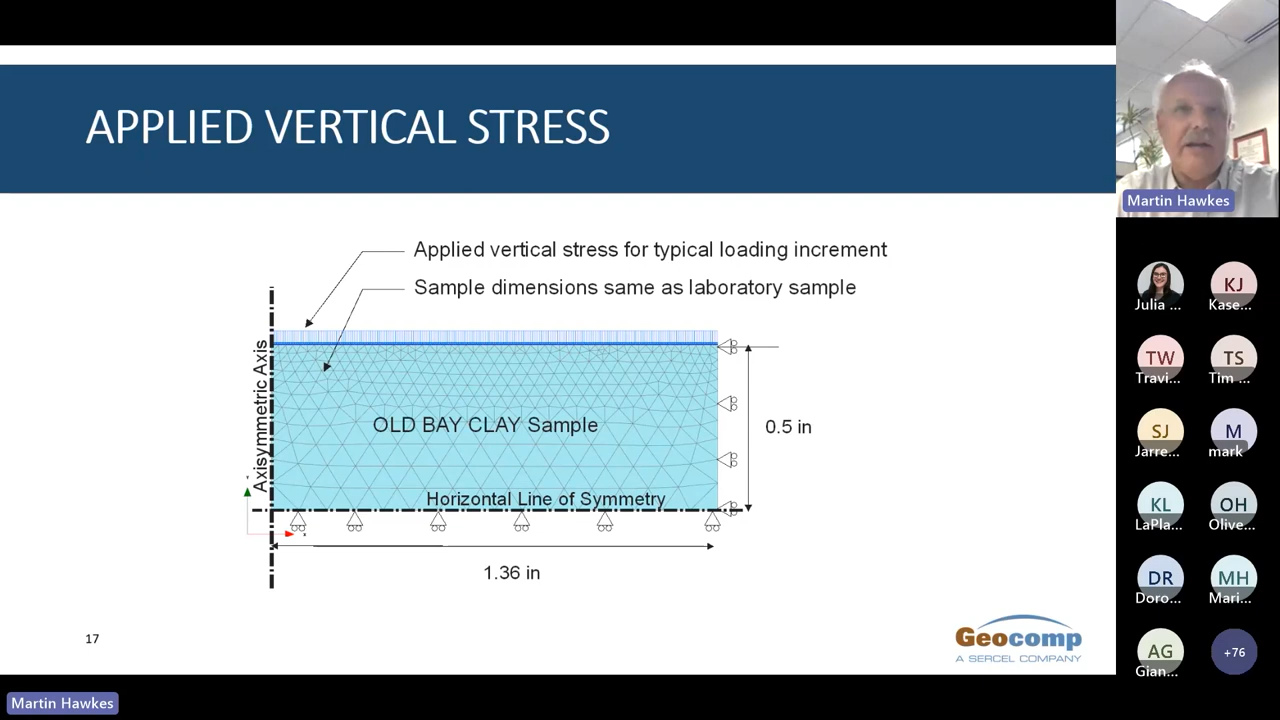 APPLIED VERTICAL STRESS
Applied vertical stress for typical loading increment
Sample dimensions same as laboratory sample
Axisymmetric Axis
OLD BAY CLAY Sample
0.5 in
Horizontal Line of Symmetry
1.36 in
17
Geocomp
A SERCEL COMPANY
Martin Hawkes
Martin Hawkes
Julia ...
KJ
Kase...
TW
Travi...
TS
Tim ...
SJ
Jarre...
M
mark
KL
LaPla...
OH
Olive...
DR
Doro...
MH
Mari...
AG
Gian...
+76